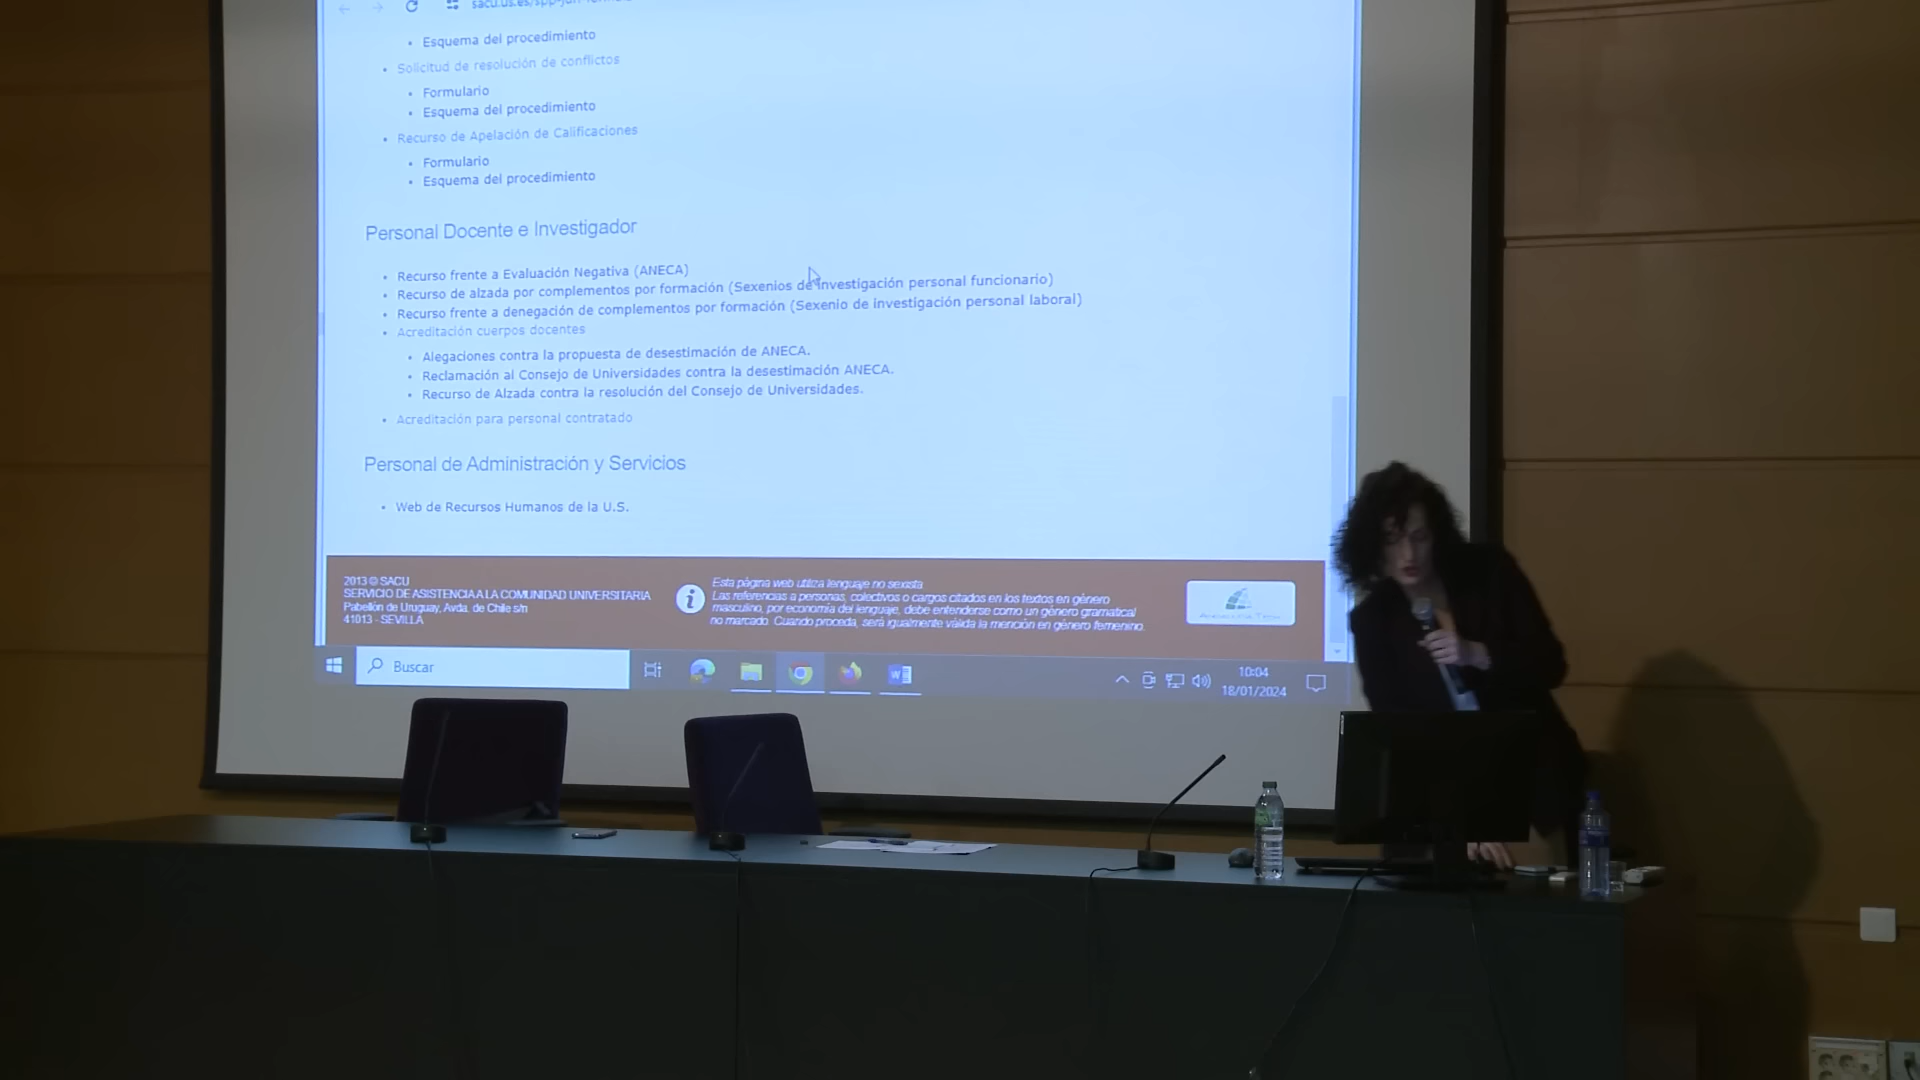 Esquema del procedimiento
Solicitud de resolución de conflictos
Formulario
Esquema del procedimiento
Recurso de Apelación de Calificaciones
Formulario
Esquema del procedimiento
Personal Docente e Investigador
Recurso frente a Evaluación Negativa (ANECA)
Recurso de alzada por complementos por formación (Sexenios de investigación personal funcionario)
Recurso frente a denegación de complementos por formación (Sexenio de investigación personal laboral)
Acreditación cuerpos docentes
Alegaciones contra la propuesta de desestimación de ANECA.
Reclamación al Consejo de Universidades contra la desestimación ANECA.
Recurso de Alzada contra la resolución del Consejo de Universidades.
Acreditación para personal contratado
Personal de Administración y Servicios
Web de Recursos Humanos de la U.S.
2013 © SACU
SERVICIO DE ASISTENCIA A LA COMUNIDAD UNIVERSITARIA
Pabellón de Uruguay, Avda. de Chile s/n
41013 - SEVILLA
Esta página web utiliza lenguaje no sexista
Las referencias a personas, colectivos o cargos citados en los textos en género
masculino, por economía del lenguaje, debe entenderse como un género gramatical
no marcado. Cuando proceda, será igualmente válida la mención en género femenino.
Buscar
10:04
18/01/2024